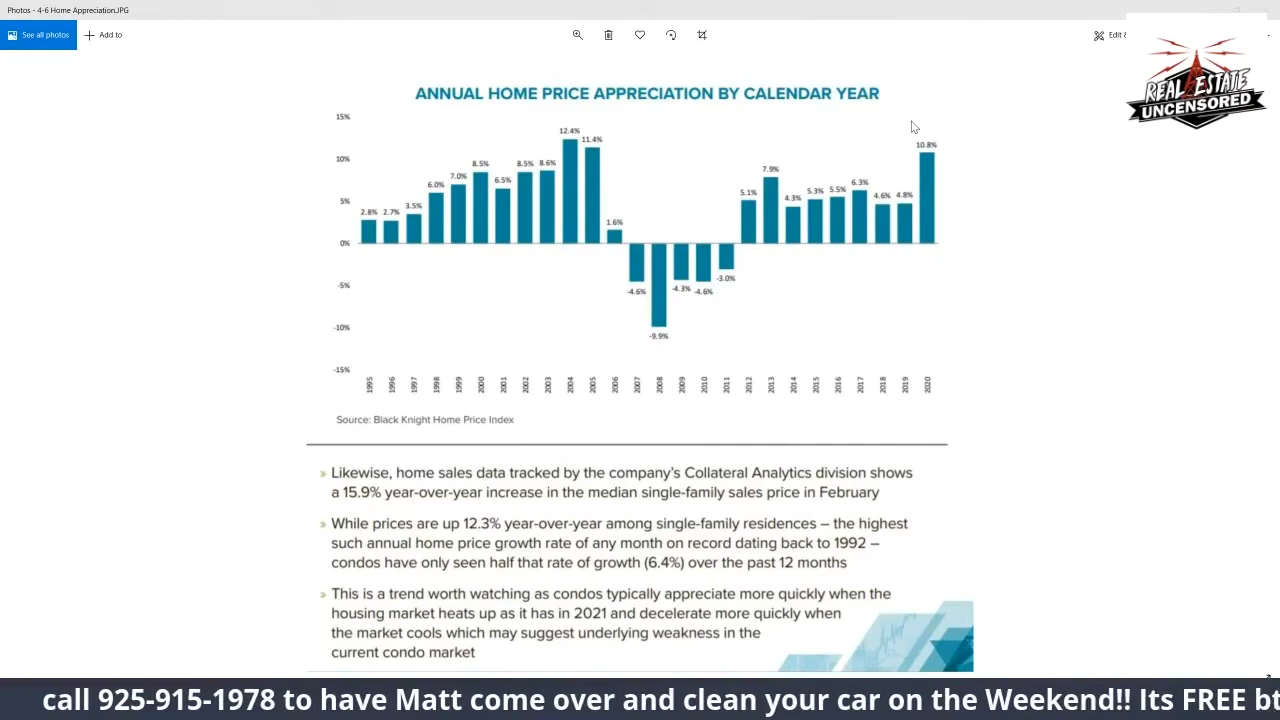 Photos - 4-6 Home Appreciation.JPG
See all photos
Add to
Edit &
REAL ESTATE
UNCENSORED
ANNUAL HOME PRICE APPRECIATION BY CALENDAR YEAR
15%
10%
5%
0%
-5%
-10%
-15%
2.8% 2.7% 3.5% 6.0% 7.0% 8.5% 6.5% 8.5% 8.6% 12.4% 11.4% 1.6% -4.6% -9.9% -4.3% -4.6% -3.0% 5.1% 7.9% 4.3% 5.3% 5.5% 6.3% 4.6% 4.8% 10.8%
1995 1996 1997 1998 1999 2000 2001 2002 2003 2004 2005 2006 2007 2008 2009 2010 2011 2012 2013 2014 2015 2016 2017 2018 2019 2020
Source: Black Knight Home Price Index
» Likewise, home sales data tracked by the company's Collateral Analytics division shows
a 15.9% year-over-year increase in the median single-family sales price in February
» While prices are up 12.3% year-over-year among single-family residences – the highest
such annual home price growth rate of any month on record dating back to 1992 –
condos have only seen half that rate of growth (6.4%) over the past 12 months
» This is a trend worth watching as condos typically appreciate more quickly when the
housing market heats up as it has in 2021 and decelerate more quickly when
the market cools which may suggest underlying weakness in the
current condo market
call 925-915-1978 to have Matt come over and clean your car on the Weekend!! Its FREE bt